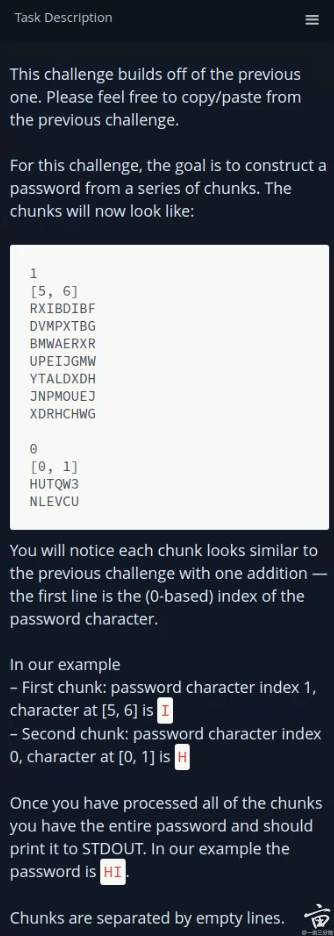 Task Description
This challenge builds off of the previous
one. Please feel free to copy/paste from
the previous challenge.
For this challenge, the goal is to construct a
password from a series of chunks. The
chunks will now look like:
1
[5, 6]
RXIBDIBF
DVMPXTBG
BMWAERXR
UPEIJGMW
YTALDXDH
JNPMOUEJ
XDRHCHWG
0
[0, 1]
HUTQW3
NLEVCU
You will notice each chunk looks similar to
the previous challenge with one addition —
the first line is the (0-based) index of the
password character.
In our example
– First chunk: password character index 1,
character at [5, 6] is I
– Second chunk: password character index
0, character at [0, 1] is H
Once you have processed all of the chunks
you have the entire password and should
print it to STDOUT. In our example the
password is HI.
Chunks are separated by empty lines.